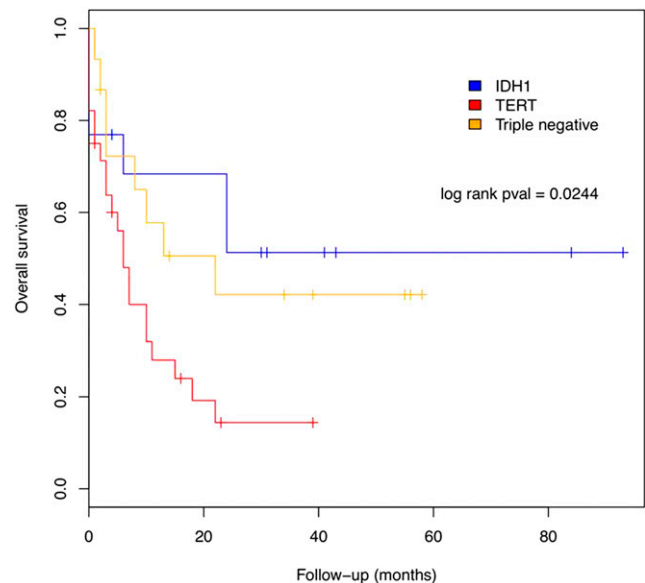 1.0
0.8
0.6
0.4
0.2
0.0
Overall survival
IDH1
TERT
Triple negative
log rank pval = 0.0244
0 20 40 60 80
Follow−up (months)